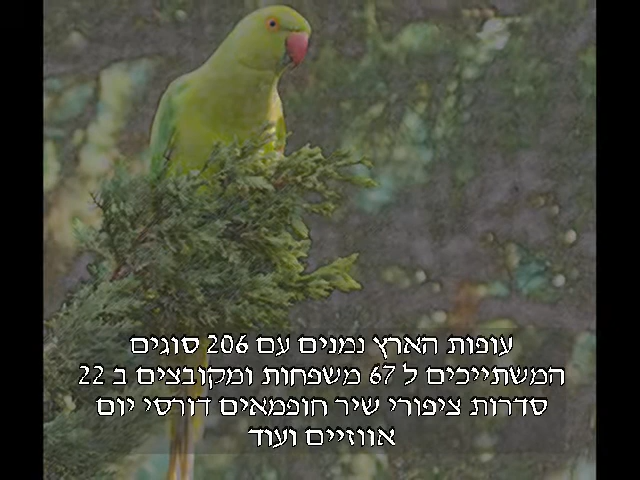 עופות הארץ נמנים עם 206 סוגים
המשתייכים ל 67 משפחות ומקובצים ב 22
סדרות ציפורי שיר חופמאים דורסי יום
אווזיים ועוד